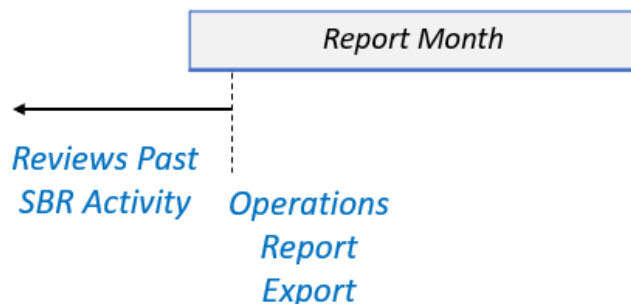 Report Month
Reviews Past
SBR Activity
Operations
Report
Export